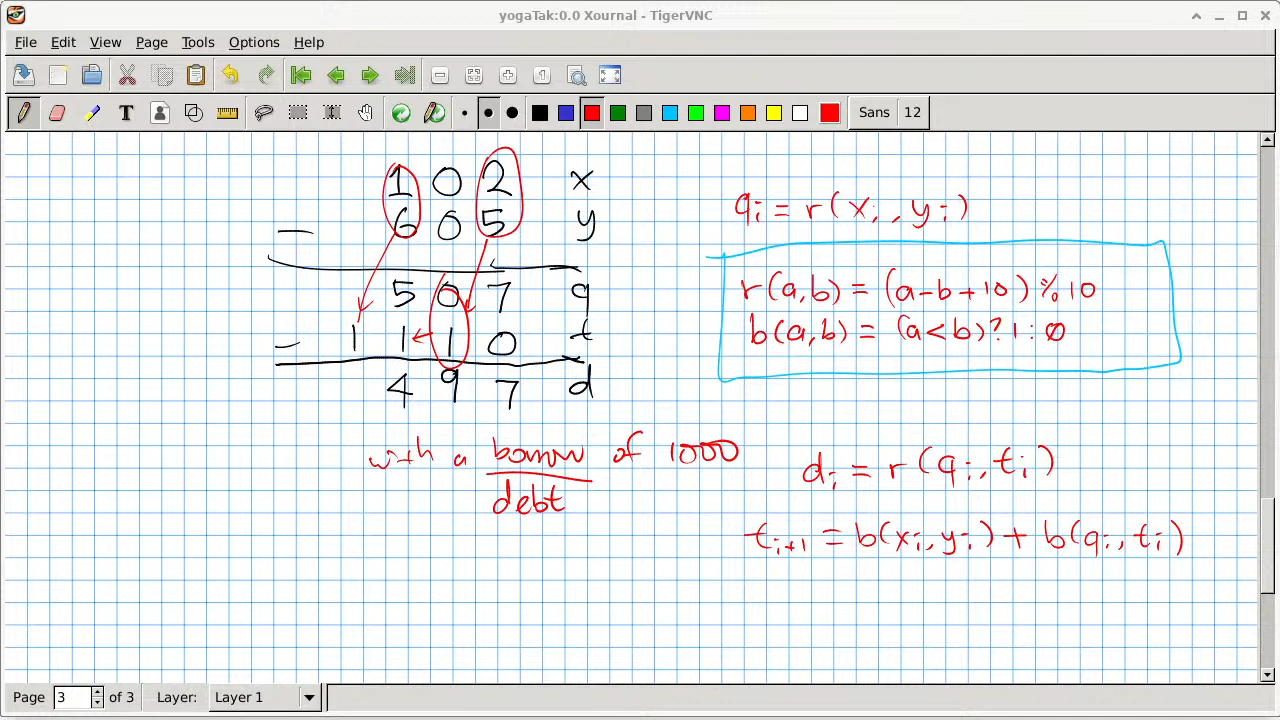 yogaTak:0.0 Xournal - TigerVNC
File Edit View Page Tools Options Help
Sans 12
1 0 2 x
− 6 0 5 y
5 0 7 q
− 1 1 1 0 t
4 9 7 d
with a borrow of 1000
debt
qi = r(xi, yi)
r(a,b) = (a-b+10)%10
b(a,b) = (a<b)?1:0
di = r(qi, ti)
ti+1 = b(xi, yi) + b(qi, ti)
Page 3 of 3 Layer: Layer 1